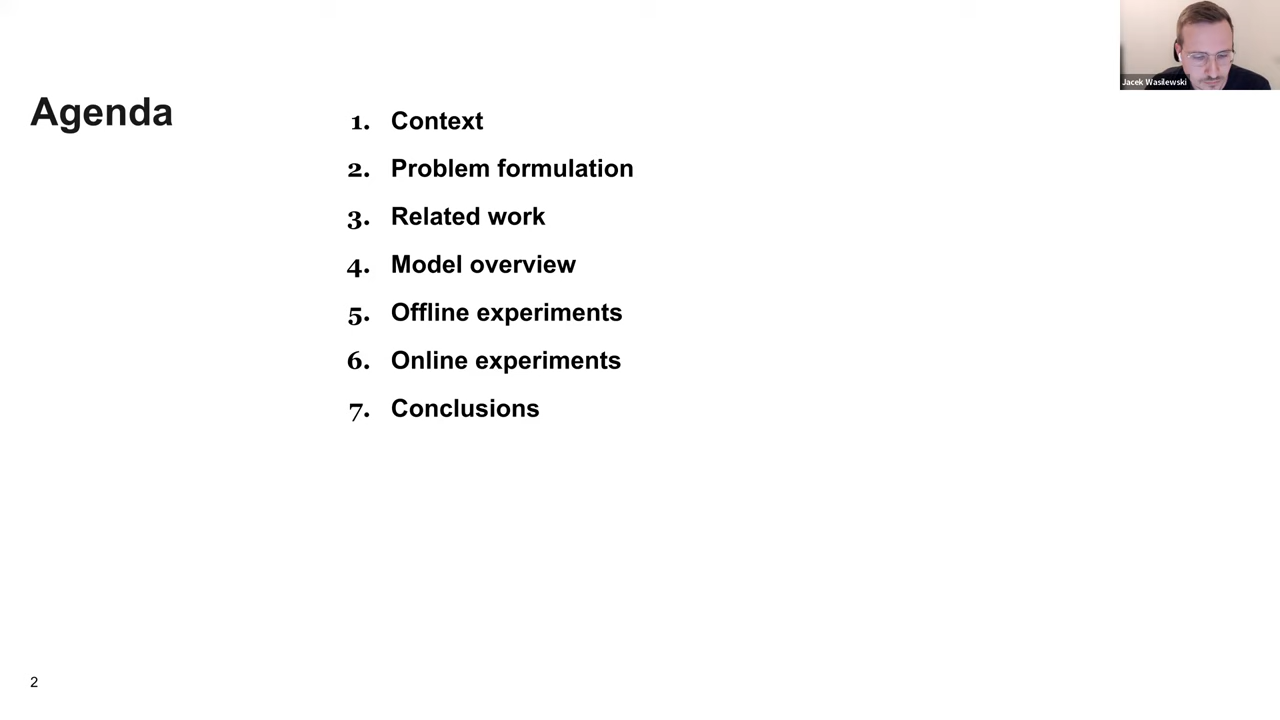 Agenda
1. Context
2. Problem formulation
3. Related work
4. Model overview
5. Offline experiments
6. Online experiments
7. Conclusions
Jacek Wasilewski
2